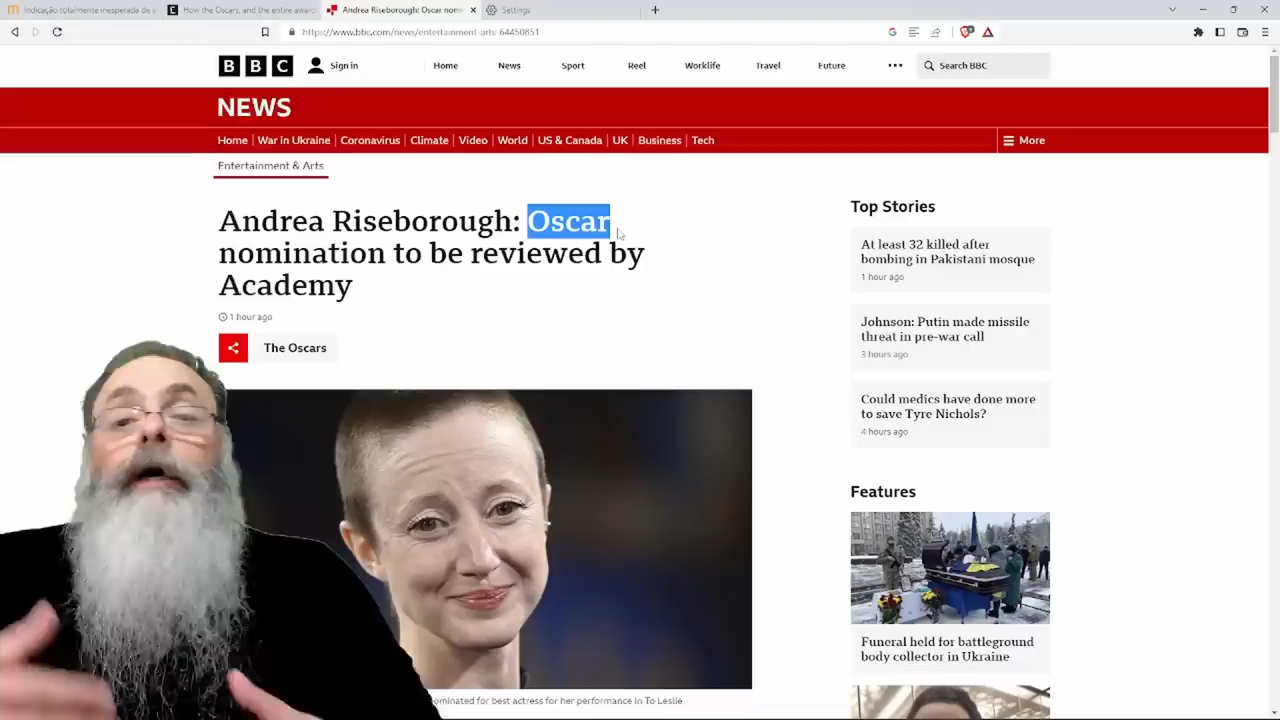 Indicação totalmente inesperada d
How the Oscars, and the entire award
Andrea Riseborough: Oscar nom
Settings
https://www.bbc.com/news/entertainment-arts-64450851
BBC
Sign in
Home
News
Sport
Reel
Worklife
Travel
Future
Search BBC
NEWS
Home
War in Ukraine
Coronavirus
Climate
Video
World
US & Canada
UK
Business
Tech
More
Entertainment & Arts
Andrea Riseborough: Oscar
nomination to be reviewed by
Academy
1 hour ago
The Oscars
ominated for best actress for her performance in To Leslie
Top Stories
At least 32 killed after
bombing in Pakistani mosque
1 hour ago
Johnson: Putin made missile
threat in pre-war call
3 hours ago
Could medics have done more
to save Tyre Nichols?
4 hours ago
Features
Funeral held for battleground
body collector in Ukraine